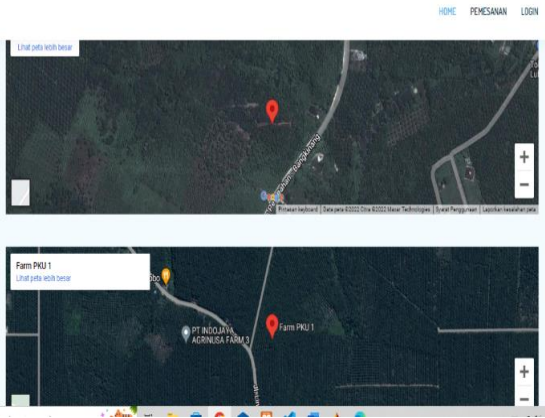 HOME PEMESANAN LOGIN
Lihat peta lebih besar
Bangkinang
Pintasan keyboard Data peta ©2022 Citra ©2022 Maxar Technologies Syarat Penggunaan Laporkan kesalahan peta
Farm PKU 1
Lihat peta lebih besar
Farm PKU 1
PT INDOJAYA
AGRINUSA FARM 3